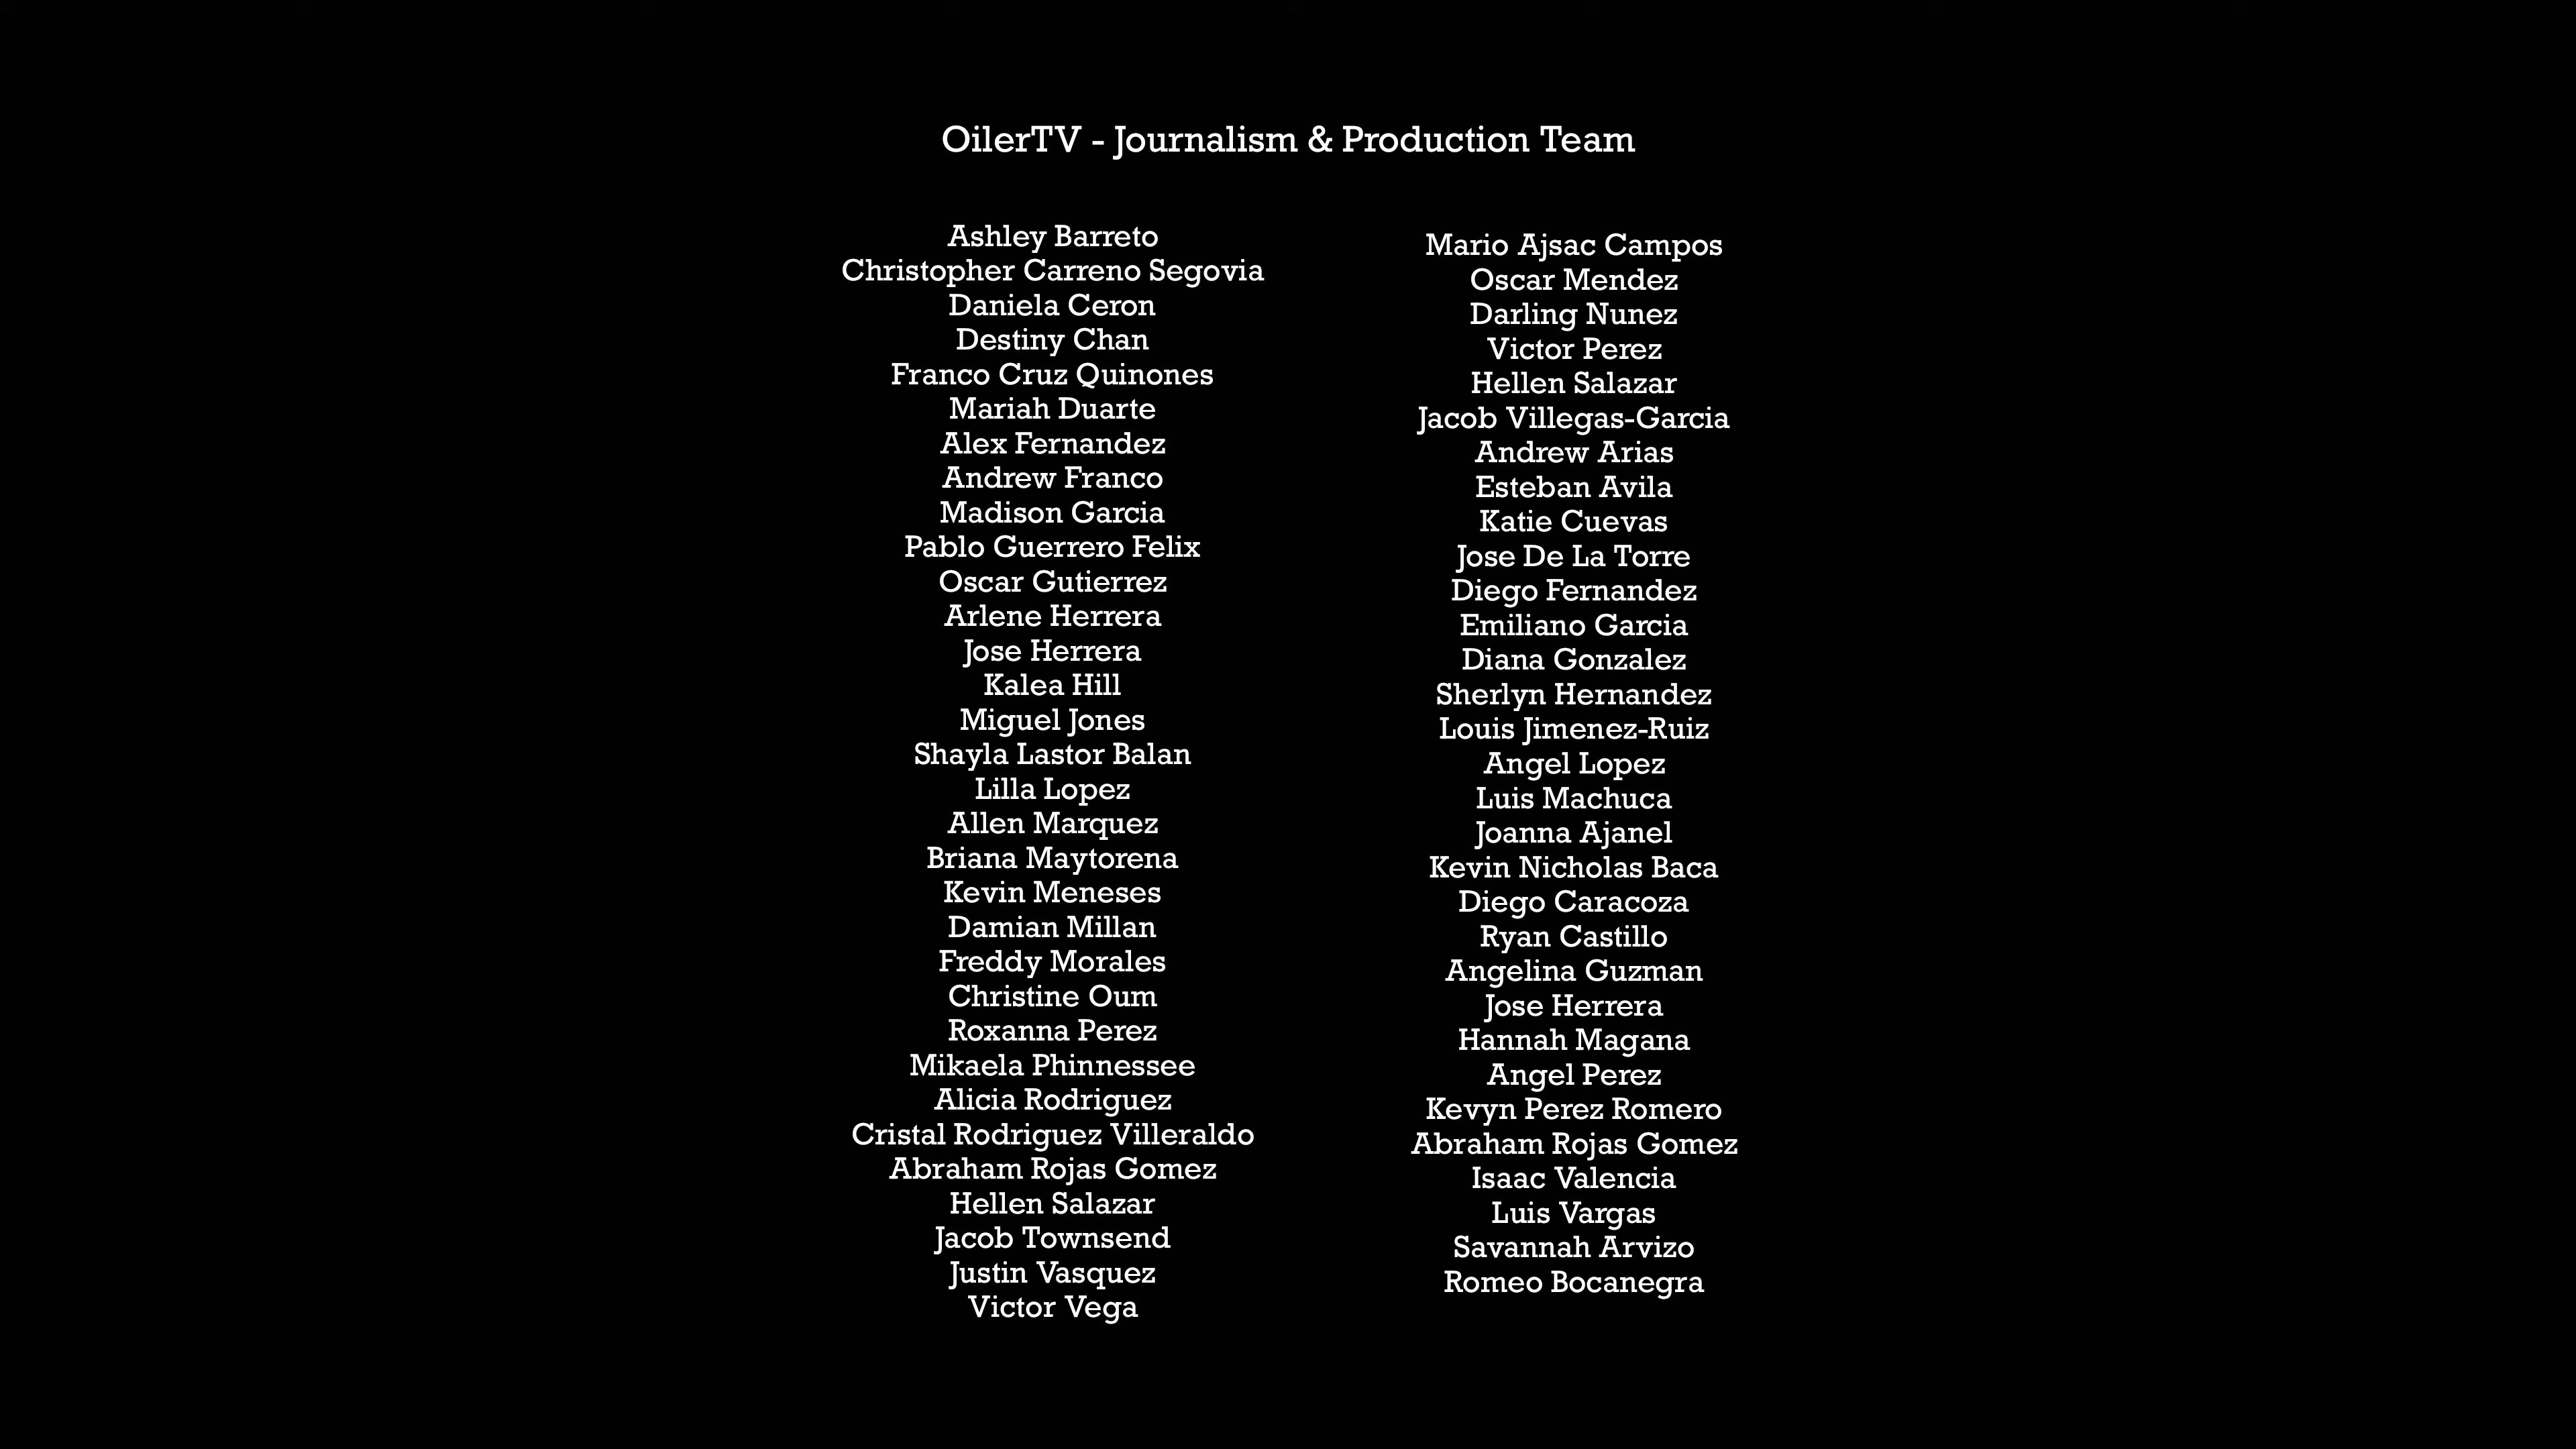 OilerTV - Journalism & Production Team
Ashley Barreto
Christopher Carreno Segovia
Daniela Ceron
Destiny Chan
Franco Cruz Quinones
Mariah Duarte
Alex Fernandez
Andrew Franco
Madison Garcia
Pablo Guerrero Felix
Oscar Gutierrez
Arlene Herrera
Jose Herrera
Kalea Hill
Miguel Jones
Shayla Lastor Balan
Lilla Lopez
Allen Marquez
Briana Maytorena
Kevin Meneses
Damian Millan
Freddy Morales
Christine Oum
Roxanna Perez
Mikaela Phinnessee
Alicia Rodriguez
Cristal Rodriguez Villeraldo
Abraham Rojas Gomez
Hellen Salazar
Jacob Townsend
Justin Vasquez
Victor Vega
Mario Ajsac Campos
Oscar Mendez
Darling Nunez
Victor Perez
Hellen Salazar
Jacob Villegas-Garcia
Andrew Arias
Esteban Avila
Katie Cuevas
Jose De La Torre
Diego Fernandez
Emiliano Garcia
Diana Gonzalez
Sherlyn Hernandez
Louis Jimenez-Ruiz
Angel Lopez
Luis Machuca
Joanna Ajanel
Kevin Nicholas Baca
Diego Caracoza
Ryan Castillo
Angelina Guzman
Jose Herrera
Hannah Magana
Angel Perez
Kevyn Perez Romero
Abraham Rojas Gomez
Isaac Valencia
Luis Vargas
Savannah Arvizo
Romeo Bocanegra